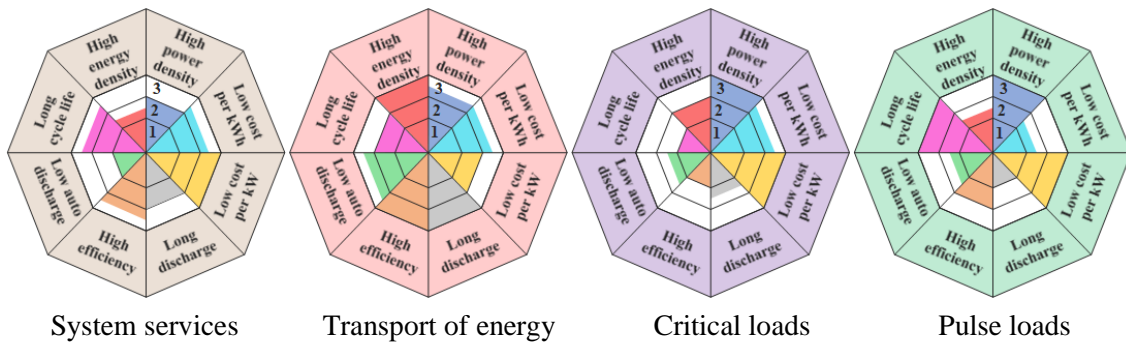 High
energy
density
High
power
density
Low cost
per kWh
Low cost
per kW
Long
discharge
High
efficiency
Low auto
discharge
Long
cycle life
3
2
1
System services
High
energy
density
High
power
density
Low cost
per kWh
Low cost
per kW
Long
discharge
High
efficiency
Low auto
discharge
Long
cycle life
3
2
1
Transport of energy
High
energy
density
High
power
density
Low cost
per kWh
Low cost
per kW
Long
discharge
High
efficiency
Low auto
discharge
Long
cycle life
3
2
1
Critical loads
High
energy
density
High
power
density
Low cost
per kWh
Low cost
per kW
Long
discharge
High
efficiency
Low auto
discharge
Long
cycle life
3
2
1
Pulse loads